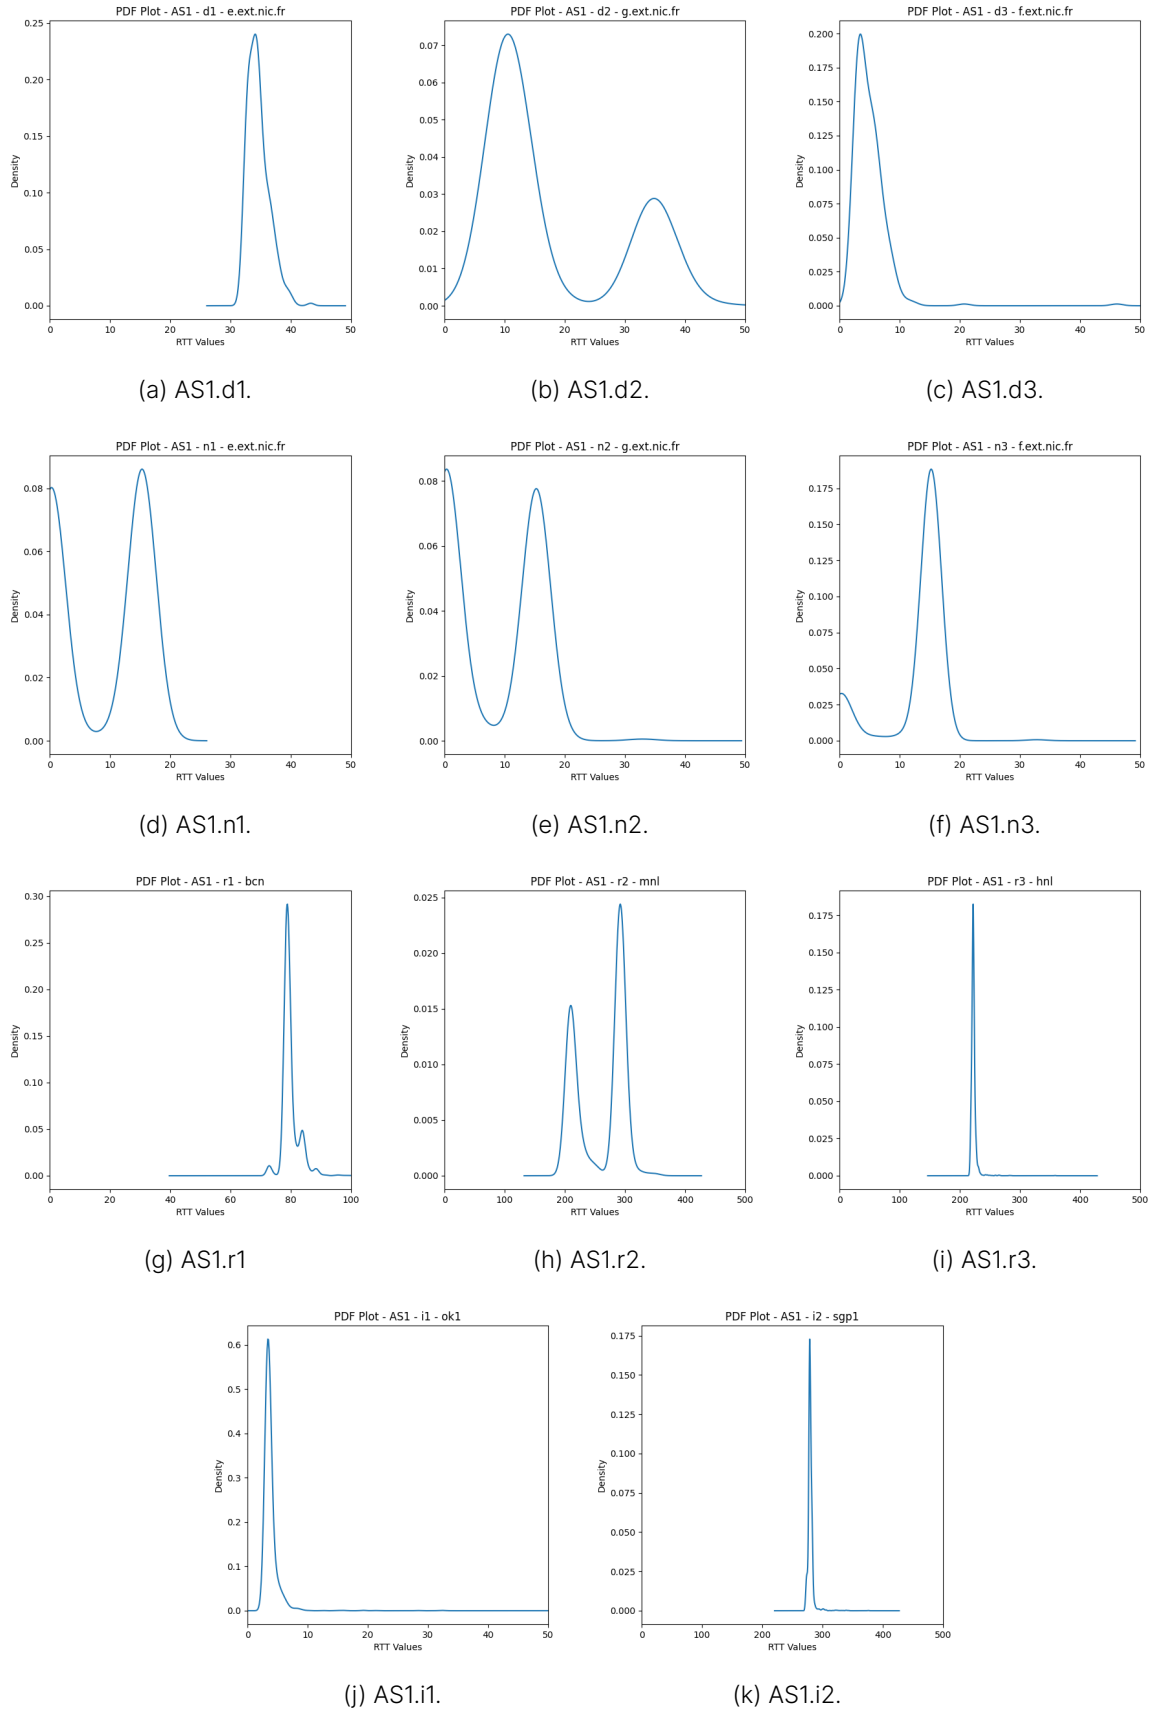 PDF Plot - AS1 - d1 - e.ext.nic.fr
0.25
0.20
0.15
0.10
0.05
0.00
Density
0 10 20 30 40 50
RTT Values
(a) AS1.d1.
PDF Plot - AS1 - d2 - g.ext.nic.fr
0.07
0.06
0.05
0.04
0.03
0.02
0.01
0.00
Density
0 10 20 30 40 50
RTT Values
(b) AS1.d2.
PDF Plot - AS1 - d3 - f.ext.nic.fr
0.200
0.175
0.150
0.125
0.100
0.075
0.050
0.025
0.000
Density
0 10 20 30 40 50
RTT Values
(c) AS1.d3.
PDF Plot - AS1 - n1 - e.ext.nic.fr
0.08
0.06
0.04
0.02
0.00
Density
0 10 20 30 40 50
RTT Values
(d) AS1.n1.
PDF Plot - AS1 - n2 - g.ext.nic.fr
0.08
0.06
0.04
0.02
0.00
Density
0 10 20 30 40 50
RTT Values
(e) AS1.n2.
PDF Plot - AS1 - n3 - f.ext.nic.fr
0.175
0.150
0.125
0.100
0.075
0.050
0.025
0.000
Density
0 10 20 30 40 50
RTT Values
(f) AS1.n3.
PDF Plot - AS1 - r1 - bcn
0.30
0.25
0.20
0.15
0.10
0.05
0.00
Density
0 20 40 60 80 100
RTT Values
(g) AS1.r1
PDF Plot - AS1 - r2 - mnl
0.025
0.020
0.015
0.010
0.005
0.000
Density
0 100 200 300 400 500
RTT Values
(h) AS1.r2.
PDF Plot - AS1 - r3 - hnl
0.175
0.150
0.125
0.100
0.075
0.050
0.025
0.000
Density
0 100 200 300 400 500
RTT Values
(i) AS1.r3.
PDF Plot - AS1 - i1 - ok1
0.6
0.5
0.4
0.3
0.2
0.1
0.0
Density
0 10 20 30 40 50
RTT Values
(j) AS1.i1.
PDF Plot - AS1 - i2 - sgp1
0.175
0.150
0.125
0.100
0.075
0.050
0.025
0.000
Density
0 100 200 300 400 500
RTT Values
(k) AS1.i2.